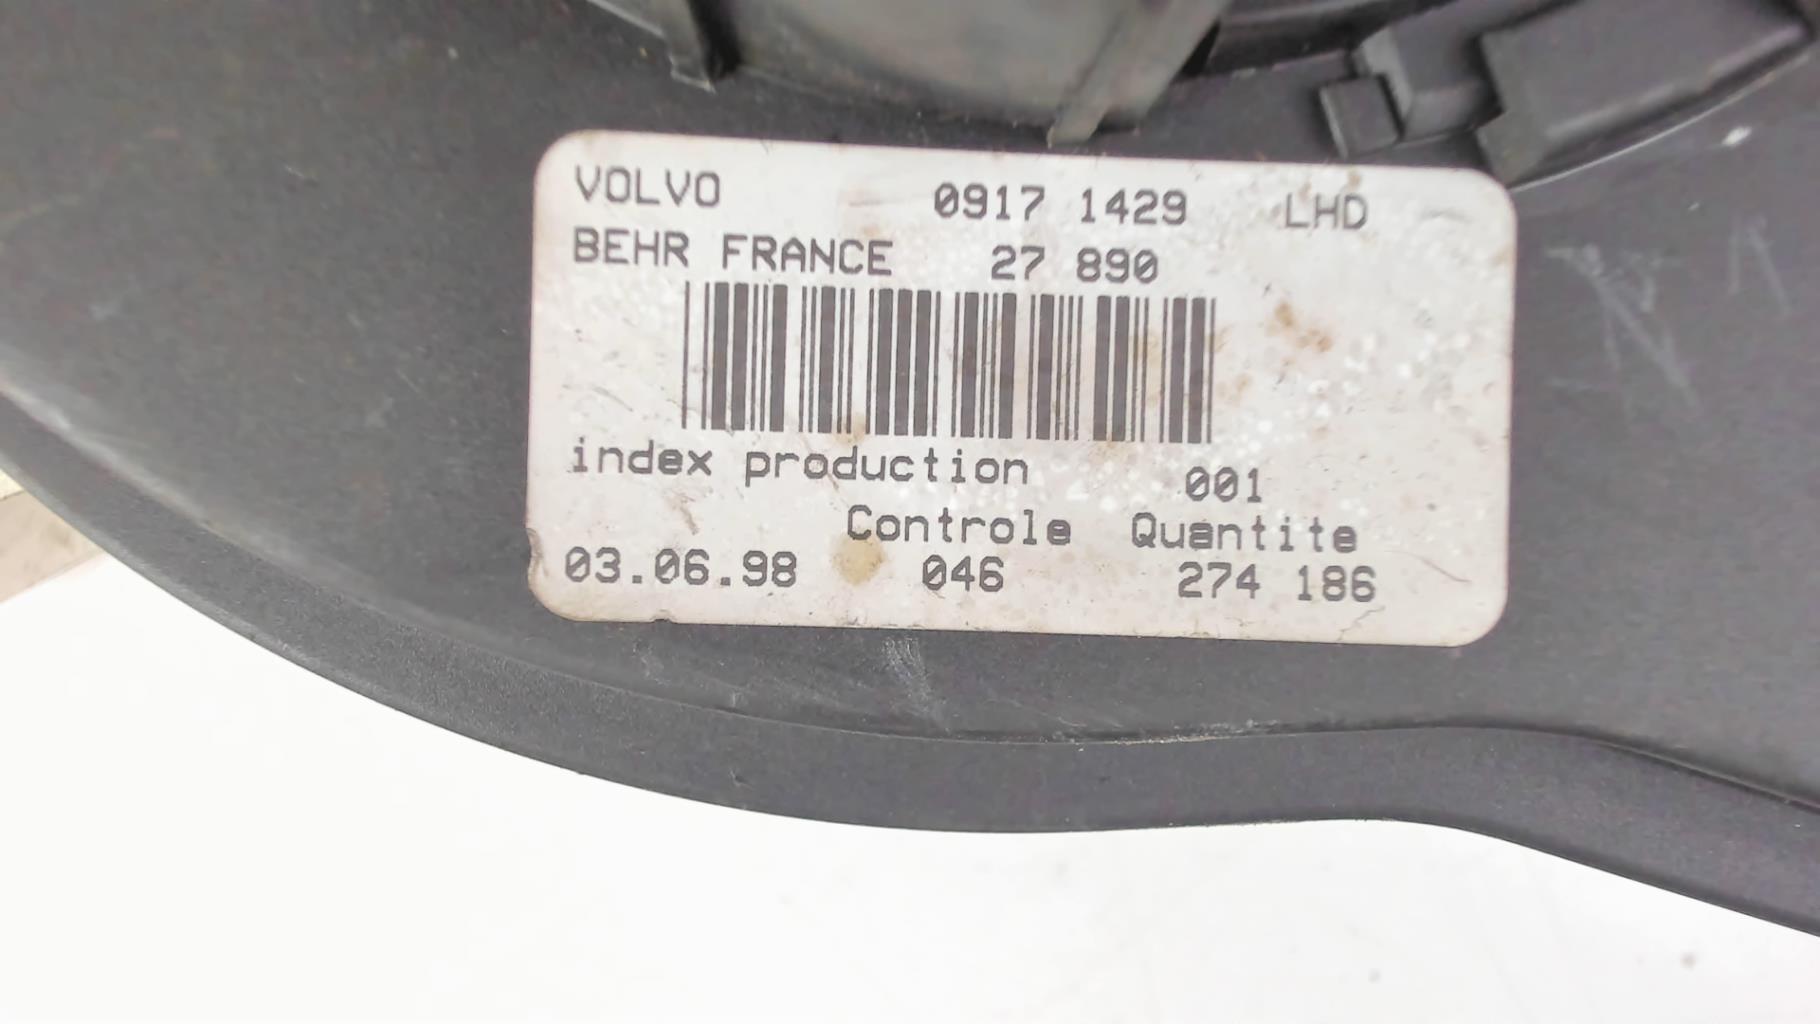 VOLVO 0917 1429 LHD
BEHR FRANCE 27 890
index production 001
Controle Quantite
03.06.98 046 274 186